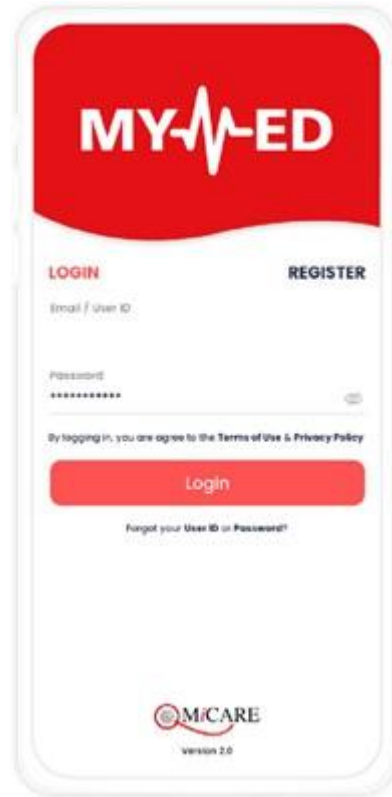 MY MED
LOGIN REGISTER
Email / User ID
Password
***********
By logging in, you are agree to the Terms of Use & Privacy Policy
Login
Forgot your User ID or Password?
MiCARE
Version 2.0